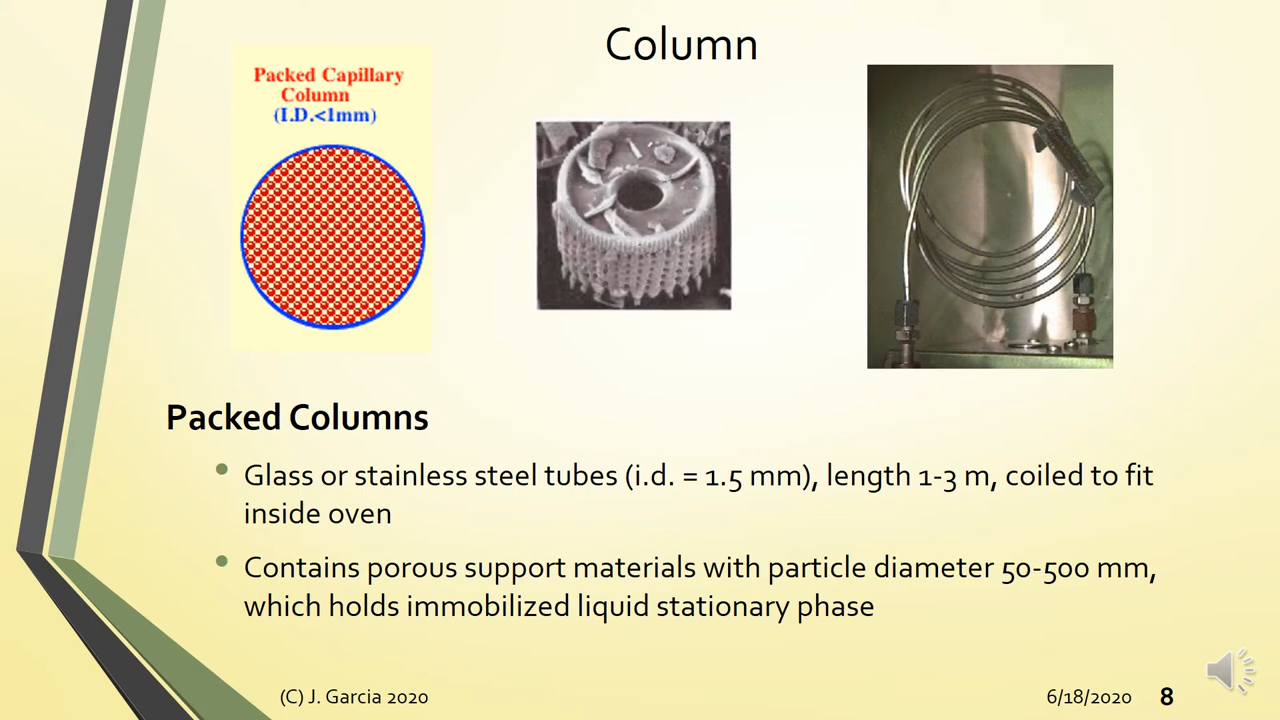 Column
Packed Capillary
Column
(I.D.<1mm)
Packed Columns
• Glass or stainless steel tubes (i.d. = 1.5 mm), length 1-3 m, coiled to fit
inside oven
• Contains porous support materials with particle diameter 50-500 mm,
which holds immobilized liquid stationary phase
(C) J. Garcia 2020
6/18/2020 8